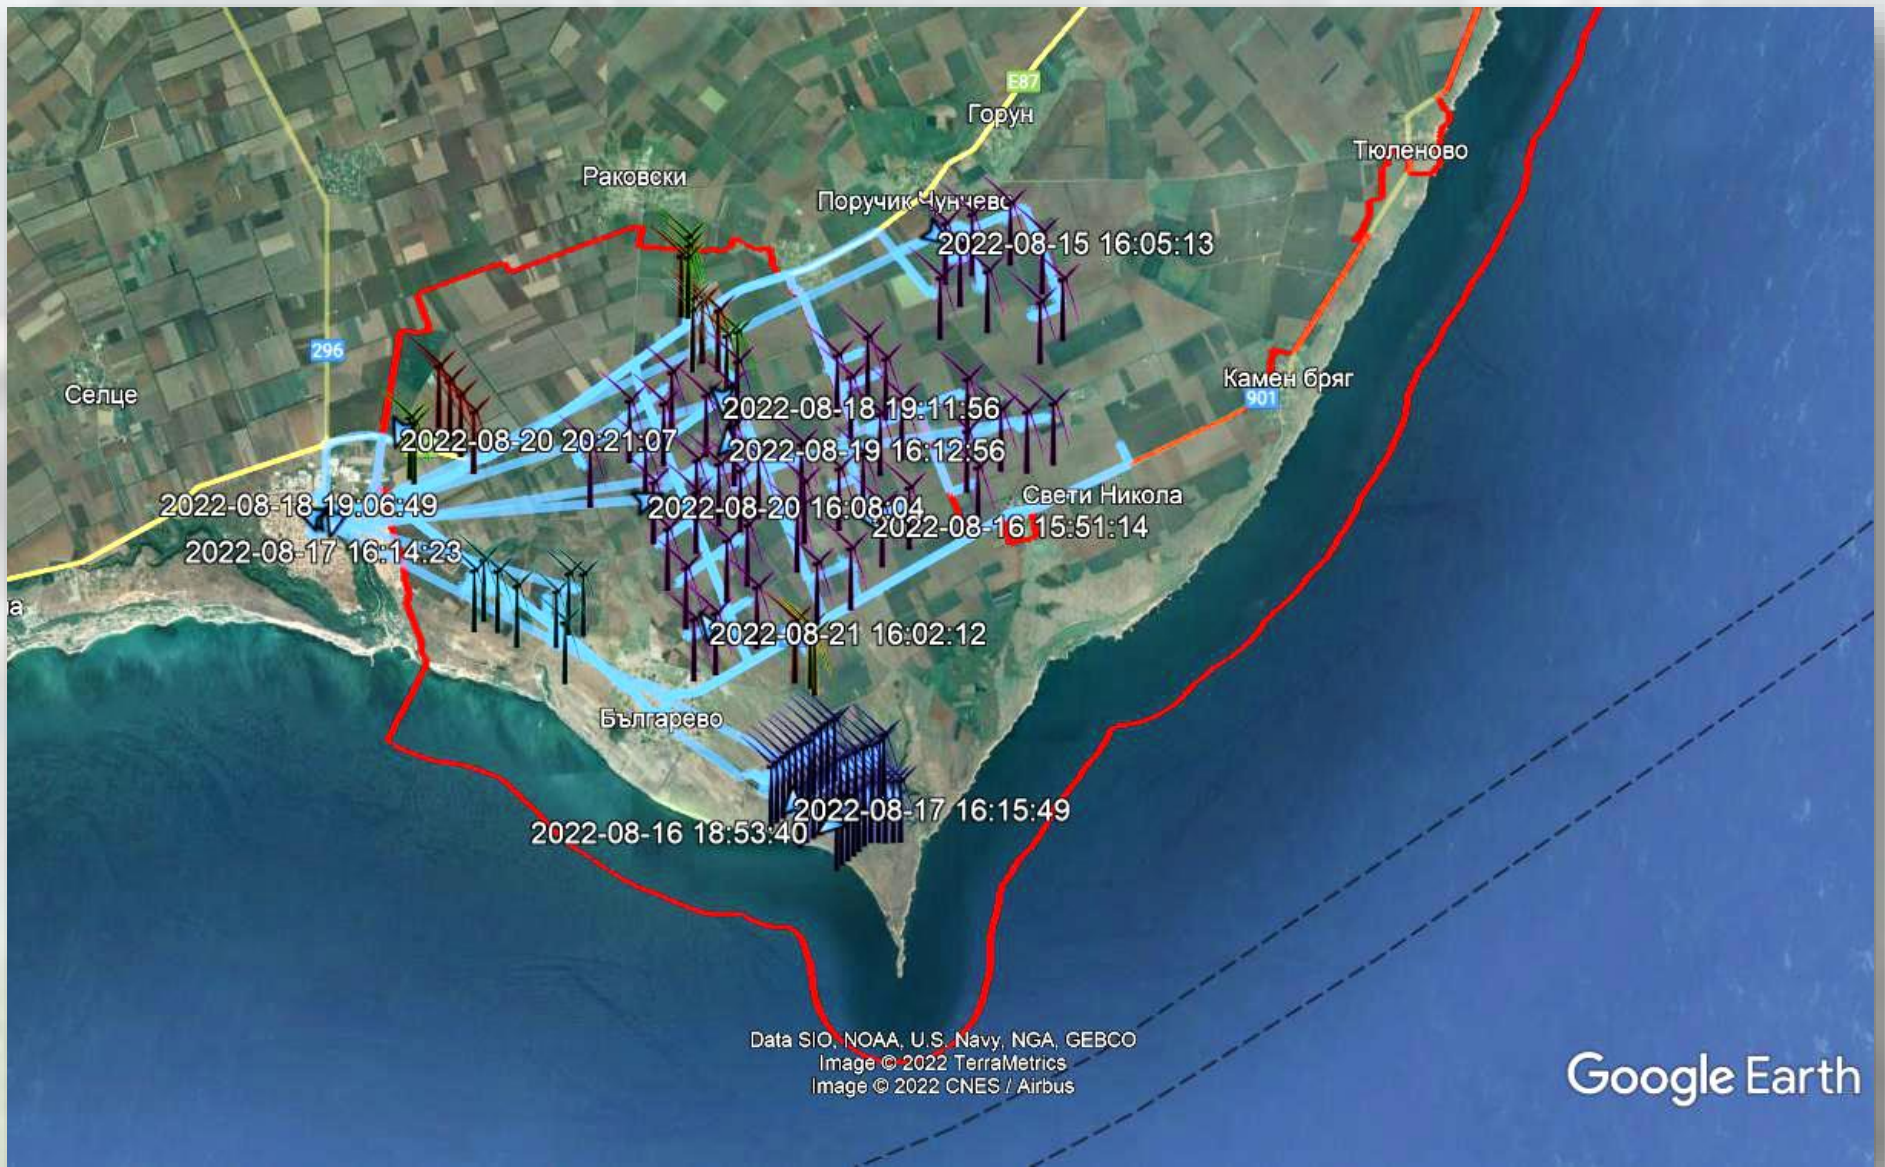 E87
Горун
Тюленово
Раковски
Поручик Чунчево
2022-08-15 16:05:13
296
Камен бряг
901
Селце
2022-08-18 19:11:56
2022-08-20 20:21:07
2022-08-19 16:12:56
Свети Никола
2022-08-18 19:06:49
2022-08-20 16:08:04
2022-08-16 15:51:14
2022-08-17 16:14:23
2022-08-21 16:02:12
Българево
2022-08-17 16:15:49
2022-08-16 18:53:40
Data SIO, NOAA, U.S. Navy, NGA, GEBCO
Image © 2022 TerraMetrics
Image © 2022 CNES / Airbus
Google Earth